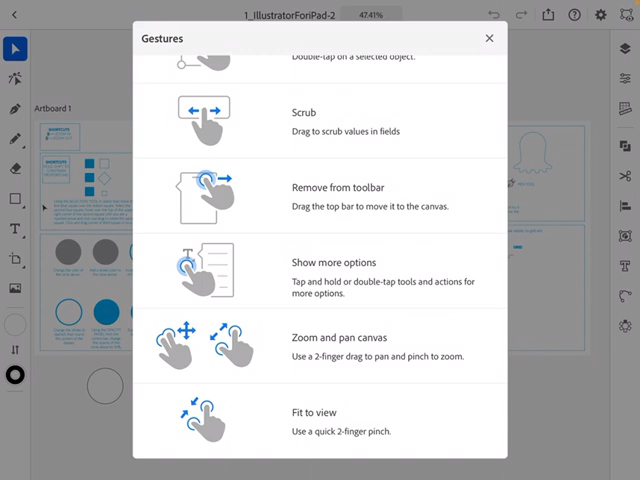 1_IllustratorForiPad-2
47.41%
Gestures
Double-tap on a selected object.
Scrub
Drag to scrub values in fields
Artboard 1
Remove from toolbar
Drag the top bar to move it to the canvas.
Show more options
Tap and hold or double-tap tools and actions for
more options.
Zoom and pan canvas
Use a 2-finger drag to pan and pinch to zoom.
Fit to view
Use a quick 2-finger pinch.